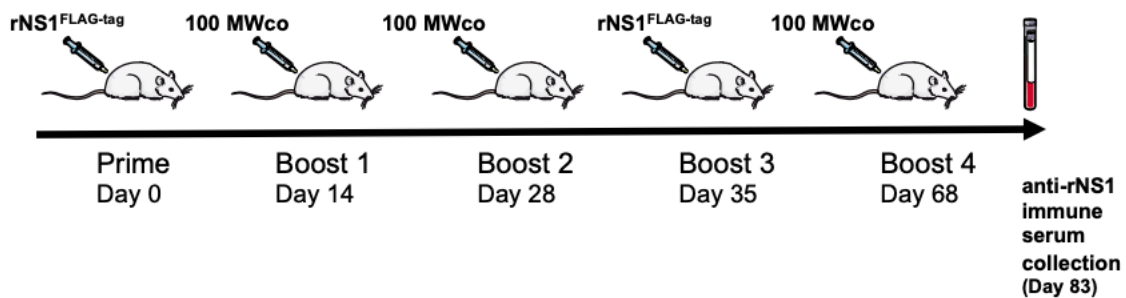 rNS1FLAG-tag 100 MWco 100 MWco rNS1FLAG-tag 100 MWco
Prime Boost 1 Boost 2 Boost 3 Boost 4
Day 0 Day 14 Day 28 Day 35 Day 68
anti-rNS1
immune
serum
collection
(Day 83)